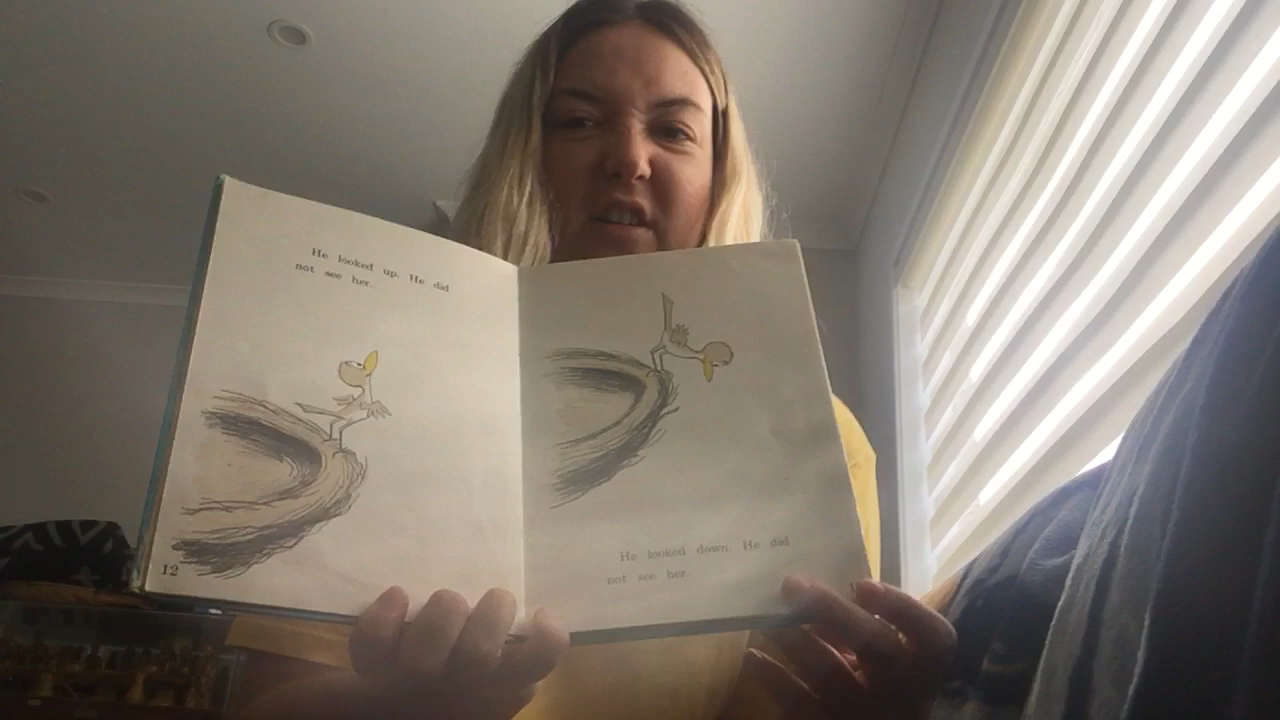 He looked up. He did
not see her.
12
He looked down. He did
not see her.